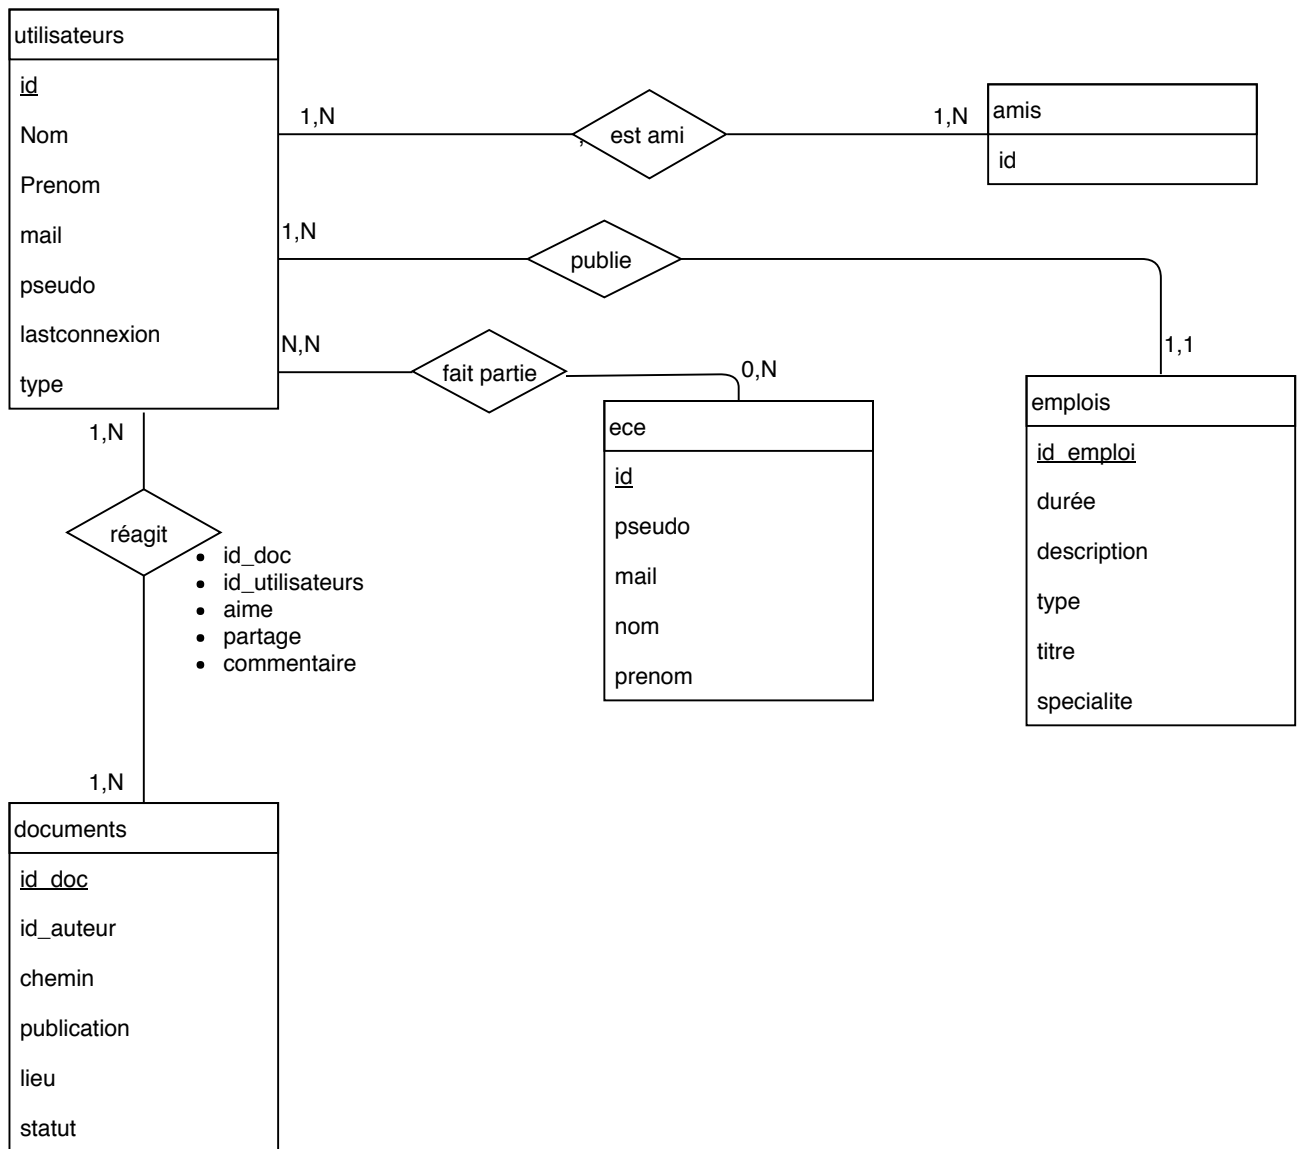 utilisateurs
id
Nom
Prenom
mail
pseudo
lastconnexion
type
1,N
est ami
,
1,N
amis
id
1,N
publie
1,1
N,N
fait partie
0,N
ece
id
pseudo
mail
nom
prenom
emplois
id_emploi
durée
description
type
titre
specialite
1,N
réagit
• id_doc
• id_utilisateurs
• aime
• partage
• commentaire
1,N
documents
id_doc
id_auteur
chemin
publication
lieu
statut